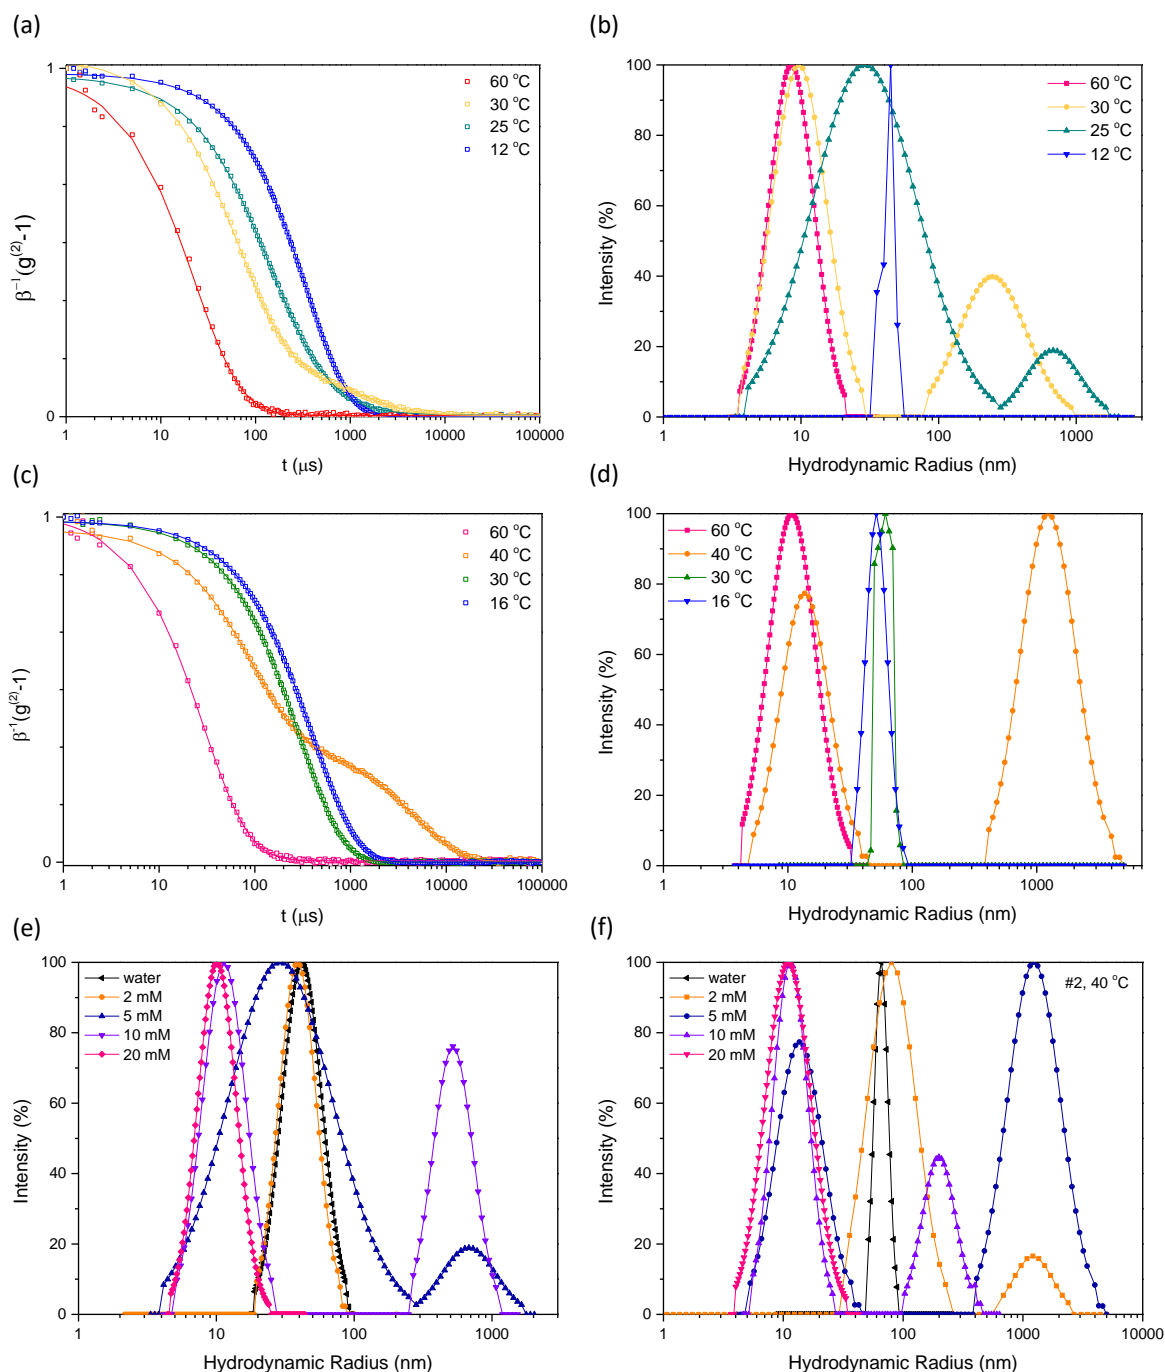 (a)
1
β⁻¹(g⁽²⁾-1)
0
1 10 100 1000 10000 100000
t (μs)
60 °C
30 °C
25 °C
12 °C
(b)
100
80
60
40
20
0
Intensity (%)
1 10 100 1000
Hydrodynamic Radius (nm)
60 °C
30 °C
25 °C
12 °C
(c)
1
β⁻¹(g⁽²⁾-1)
0
1 10 100 1000 10000 100000
t (μs)
60 °C
40 °C
30 °C
16 °C
(d)
100
80
60
40
20
0
Intensity (%)
1 10 100 1000
Hydrodynamic Radius (nm)
60 °C
40 °C
30 °C
16 °C
(e)
100
80
60
40
20
0
Intensity (%)
1 10 100 1000
Hydrodynamic Radius (nm)
water
2 mM
5 mM
10 mM
20 mM
(f)
100
80
60
40
20
0
Intensity (%)
1 10 100 1000 10000
Hydrodynamic Radius (nm)
water
2 mM
5 mM
10 mM
20 mM
#2, 40 °C